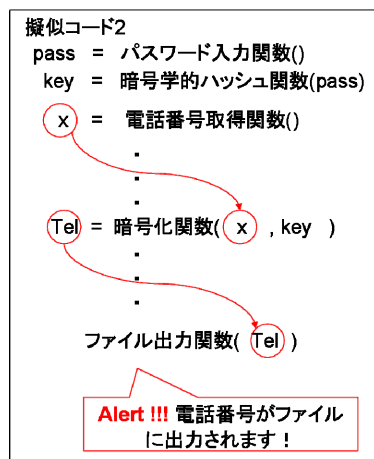 擬似コード2
pass = パスワード入力関数()
key = 暗号学的ハッシュ関数(pass)
x = 電話番号取得関数()
Tel = 暗号化関数( x , key )
ファイル出力関数( Tel )
Alert !!! 電話番号がファイル
に出力されます！